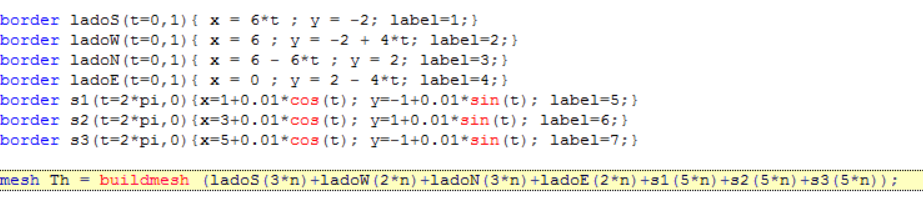 border ladoS(t=0,1){ x = 6*t ; y = -2; label=1;}
border ladoW(t=0,1){ x = 6 ; y = -2 + 4*t; label=2;}
border ladoN(t=0,1){ x = 6 - 6*t ; y = 2; label=3;}
border ladoE(t=0,1){ x = 0 ; y = 2 - 4*t; label=4;}
border s1(t=2*pi,0){x=1+0.01*cos(t); y=-1+0.01*sin(t); label=5;}
border s2(t=2*pi,0){x=3+0.01*cos(t); y=1+0.01*sin(t); label=6;}
border s3(t=2*pi,0){x=5+0.01*cos(t); y=-1+0.01*sin(t); label=7;}
mesh Th = buildmesh (ladoS(3*n)+ladoW(2*n)+ladoN(3*n)+ladoE(2*n)+s1(5*n)+s2(5*n)+s3(5*n));